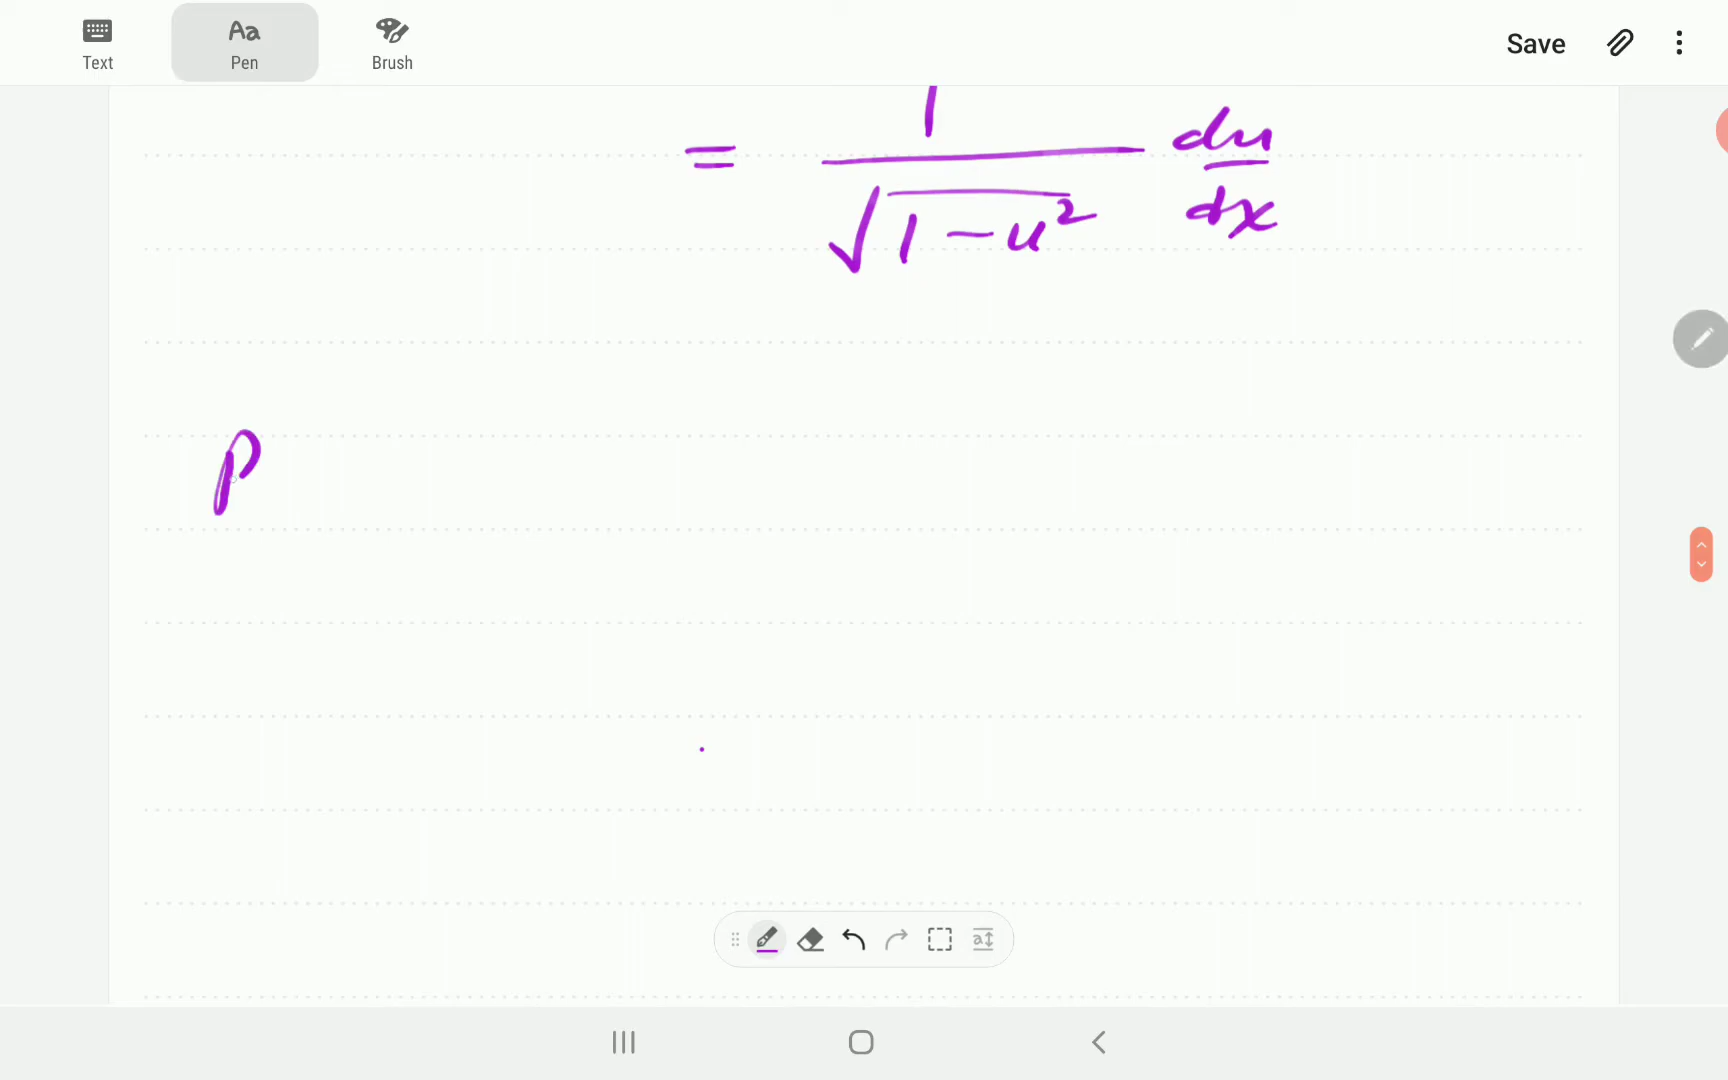 Text Pen Brush Save
= 1 / √(1 - u²) du/dx
P